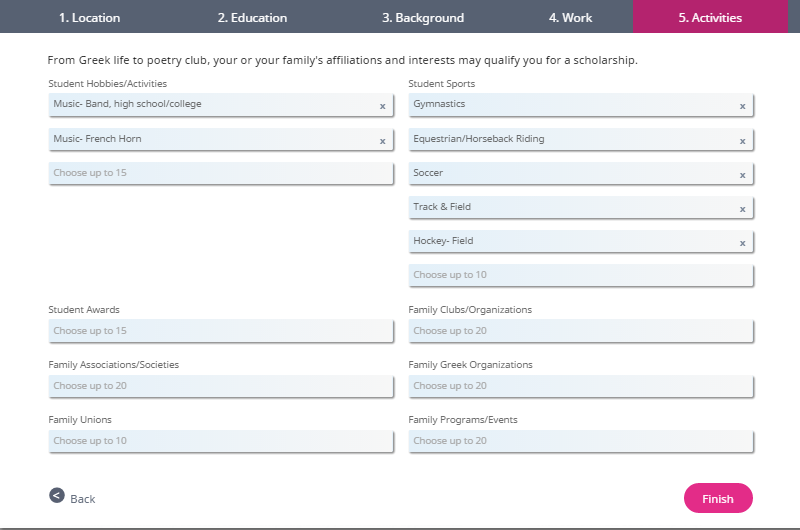 1. Location 2. Education 3. Background 4. Work 5. Activities
From Greek life to poetry club, your or your family's affiliations and interests may qualify you for a scholarship.
Student Hobbies/Activities
Music- Band, high school/college x
Music- French Horn x
Choose up to 15
Student Sports
Gymnastics x
Equestrian/Horseback Riding x
Soccer x
Track & Field x
Hockey- Field x
Choose up to 10
Student Awards
Choose up to 15
Family Clubs/Organizations
Choose up to 20
Family Associations/Societies
Choose up to 20
Family Greek Organizations
Choose up to 20
Family Unions
Choose up to 10
Family Programs/Events
Choose up to 20
< Back
Finish